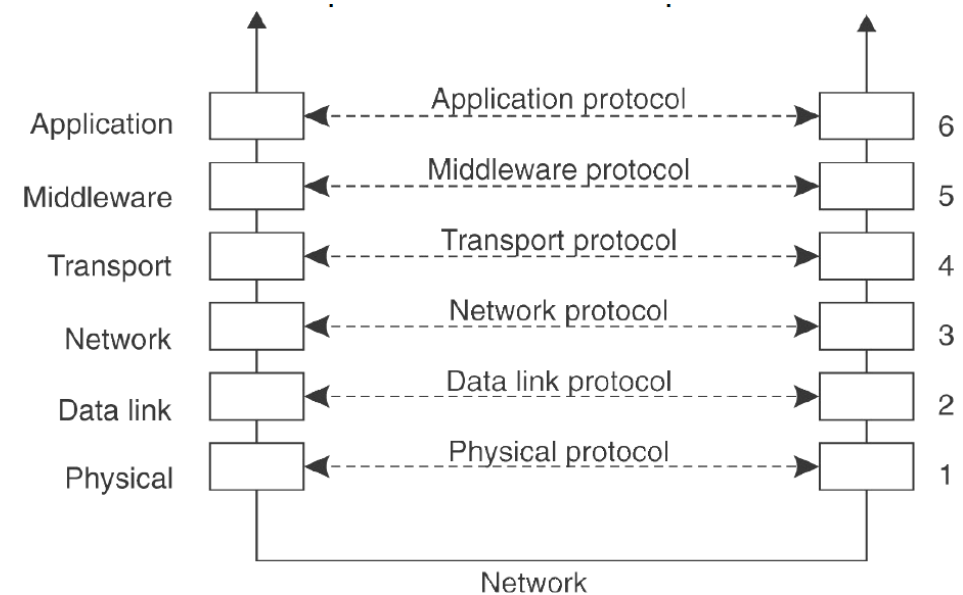 Application protocol
Application
6
Middleware protocol
Middleware
5
Transport protocol
Transport
4
Network protocol
Network
3
Data link protocol
Data link
2
Physical protocol
Physical
1
Network